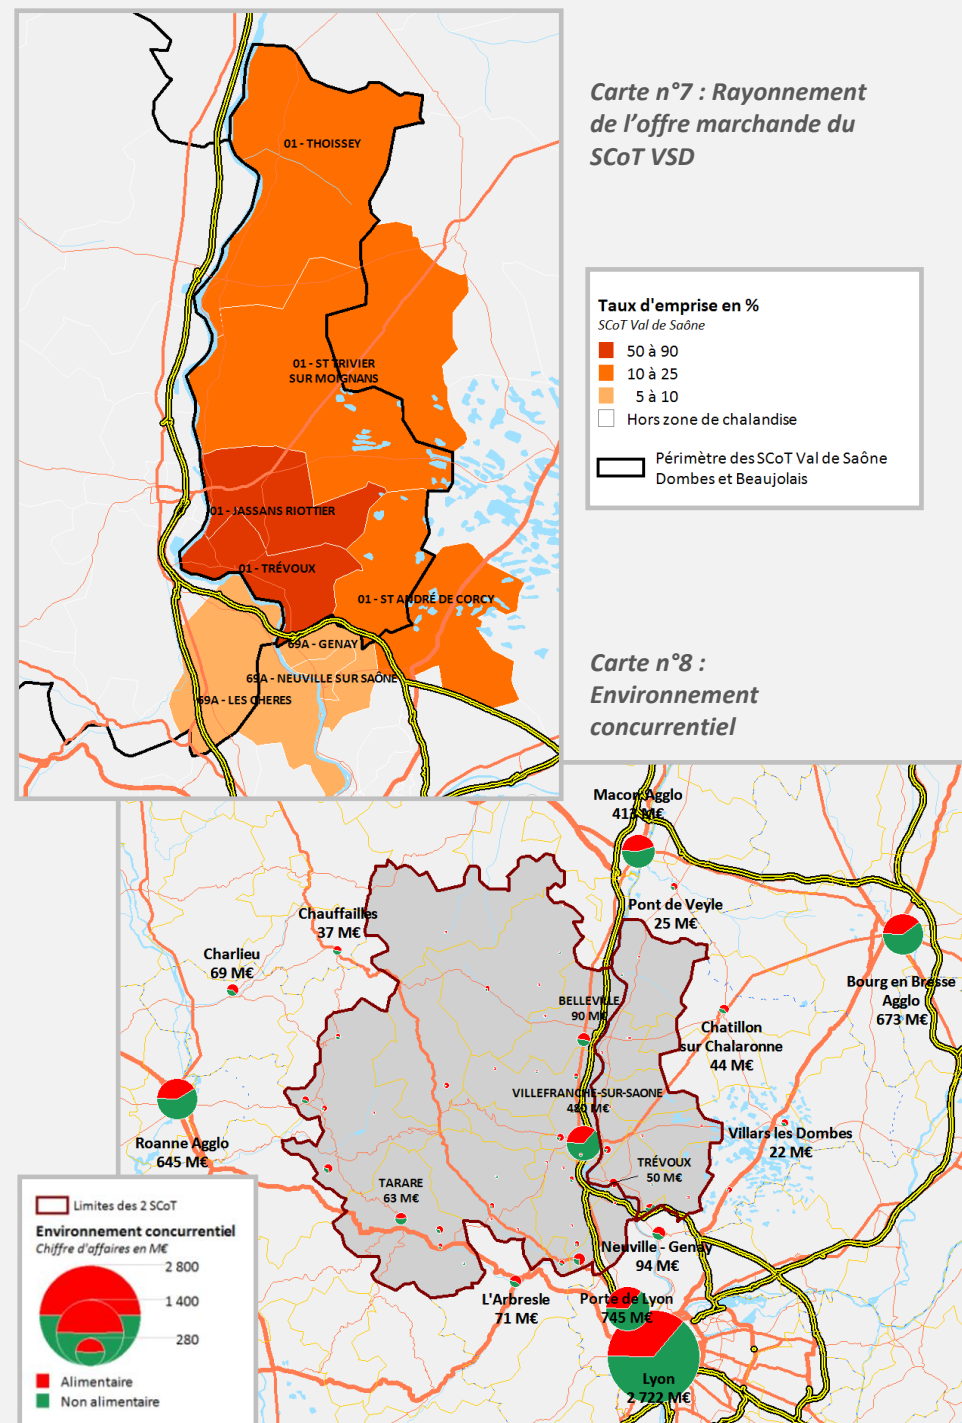 Carte n°7 : Rayonnement
de l’offre marchande du
SCoT VSD
01 - THOISSEY
01 - ST TRIVIER
SUR MOIGNANS
01 - JASSANS RIOTTIER
01 - TRÉVOUX
01 - ST ANDRÉ DE CORCY
69A - GENAY
69A - NEUVILLE SUR SAÔNE
69A - LES CHERES
Taux d'emprise en %
SCoT Val de Saône
50 à 90
10 à 25
5 à 10
Hors zone de chalandise
Périmètre des SCoT Val de Saône
Dombes et Beaujolais
Carte n°8 :
Environnement
concurrentiel
Macon Agglo
413 M€
Pont de Veyle
25 M€
Chauffailles
37 M€
Charlieu
69 M€
Bourg en Bresse
Agglo
673 M€
BELLEVILLE
90 M€
Chatillon
sur Chalaronne
44 M€
VILLEFRANCHE-SUR-SAONE
480 M€
Roanne Agglo
645 M€
Villars les Dombes
22 M€
TRÉVOUX
50 M€
TARARE
63 M€
Neuville - Genay
94 M€
L'Arbresle
71 M€
Porte de Lyon
745 M€
Lyon
2 722 M€
Limites des 2 SCoT
Environnement concurrentiel
Chiffre d'affaires en M€
2 800
1 400
280
Alimentaire
Non alimentaire